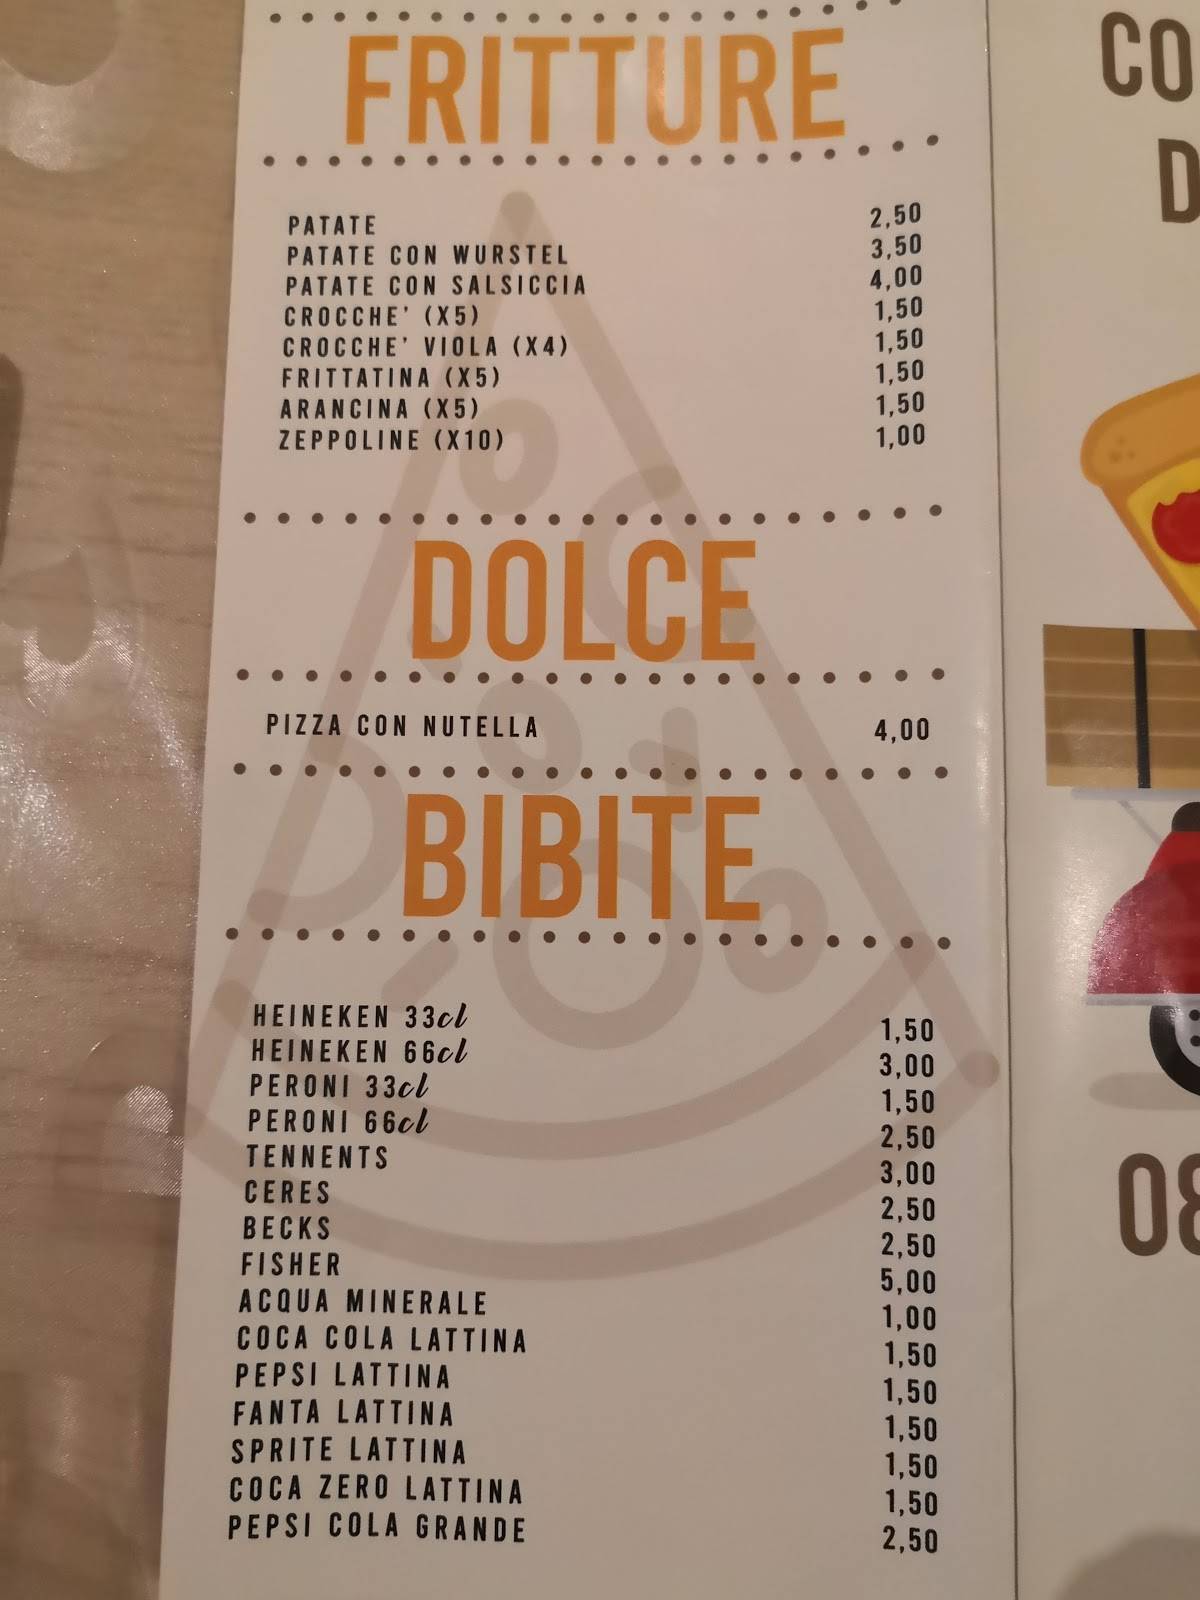 FRITTURE
PATATE 2,50
PATATE CON WURSTEL 3,50
PATATE CON SALSICCIA 4,00
CROCCHE' (X5) 1,50
CROCCHE' VIOLA (X4) 1,50
FRITTATINA (X5) 1,50
ARANCINA (X5) 1,50
ZEPPOLINE (X10) 1,00
DOLCE
PIZZA CON NUTELLA 4,00
BIBITE
HEINEKEN 33cl 1,50
HEINEKEN 66cl 3,00
PERONI 33cl 1,50
PERONI 66cl 2,50
TENNENTS 3,00
CERES 2,50
BECKS 2,50
FISHER 5,00
ACQUA MINERALE 1,00
COCA COLA LATTINA 1,50
PEPSI LATTINA 1,50
FANTA LATTINA 1,50
SPRITE LATTINA 1,50
COCA ZERO LATTINA 1,50
PEPSI COLA GRANDE 2,50
CO
D
08